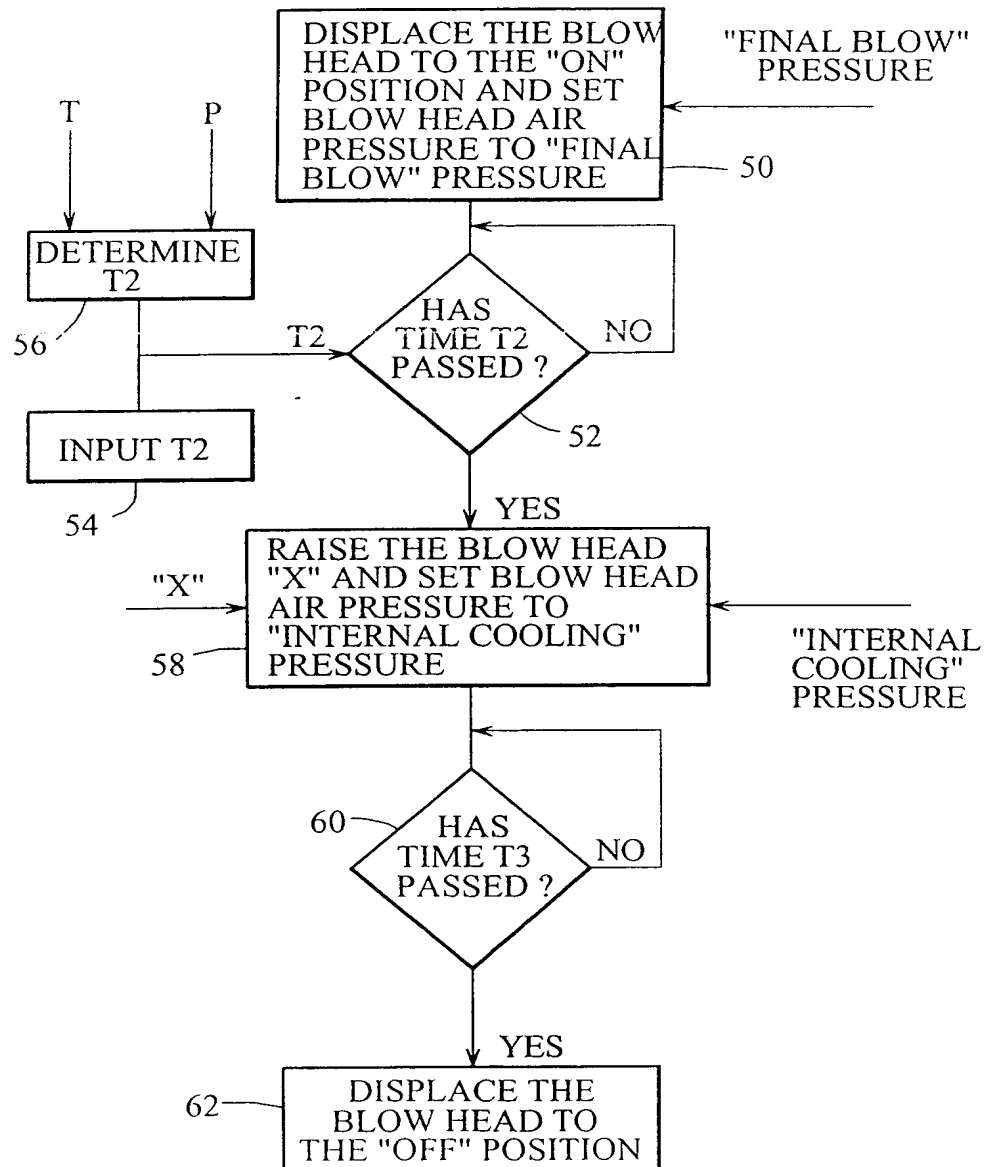 DISPLACE THE BLOW
HEAD TO THE "ON"
POSITION AND SET
BLOW HEAD AIR
PRESSURE TO "FINAL
BLOW" PRESSURE
"FINAL BLOW"
PRESSURE
50
T
P
DETERMINE
T2
56
T2
HAS
TIME T2
PASSED ?
NO
52
INPUT T2
54
YES
RAISE THE BLOW HEAD
"X" AND SET BLOW HEAD
AIR PRESSURE TO
"INTERNAL COOLING"
PRESSURE
"X"
58
"INTERNAL
COOLING"
PRESSURE
60
HAS
TIME T3
PASSED ?
NO
YES
62
DISPLACE THE
BLOW HEAD TO
THE "OFF" POSITION